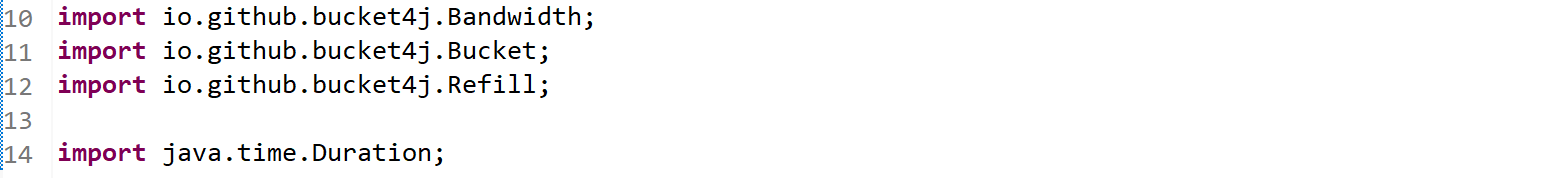 10 import io.github.bucket4j.Bandwidth;
11 import io.github.bucket4j.Bucket;
12 import io.github.bucket4j.Refill;
13
14 import java.time.Duration;